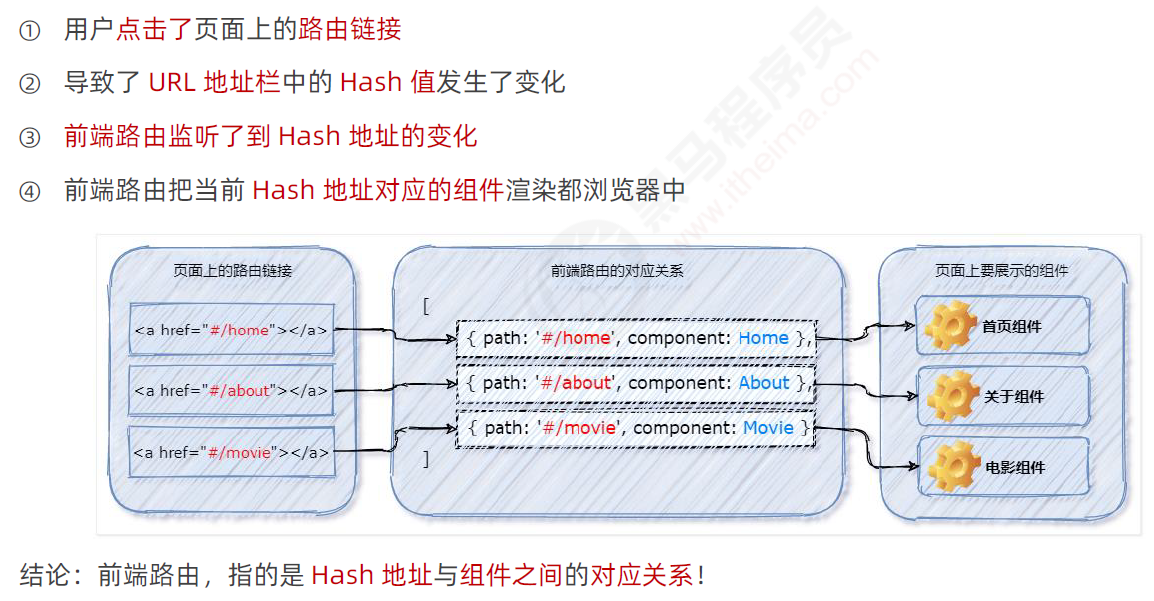 ① 用户点击了页面上的路由链接
② 导致了 URL 地址栏中的 Hash 值发生了变化
③ 前端路由监听了到 Hash 地址的变化
④ 前端路由把当前 Hash 地址对应的组件渲染都浏览器中
黑马程序员
www.itheima.com
页面上的路由链接
<a href="#/home"></a>
<a href="#/about"></a>
<a href="#/movie"></a>
前端路由的对应关系
[
{ path: '#/home', component: Home },
{ path: '#/about', component: About },
{ path: '#/movie', component: Movie }
]
页面上要展示的组件
首页组件
关于组件
电影组件
结论：前端路由，指的是 Hash 地址与组件之间的对应关系！